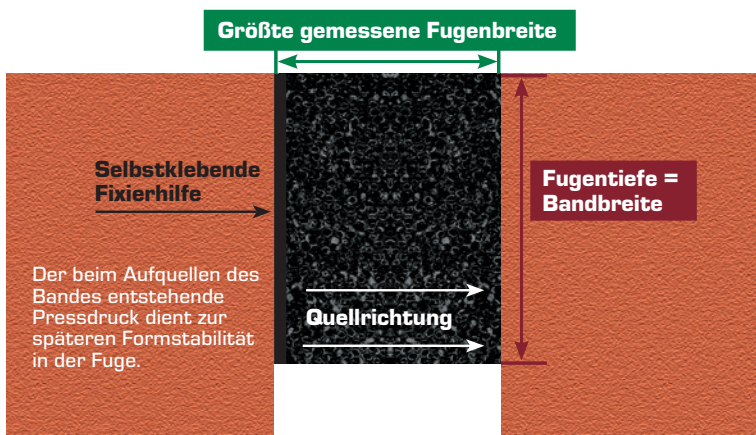 Größte gemessene Fugenbreite
Selbstklebende
Fixierhilfe
Fugentiefe =
Bandbreite
Der beim Aufquellen des
Bandes entstehende
Pressdruck dient zur
späteren Formstabilität
in der Fuge.
Quellrichtung